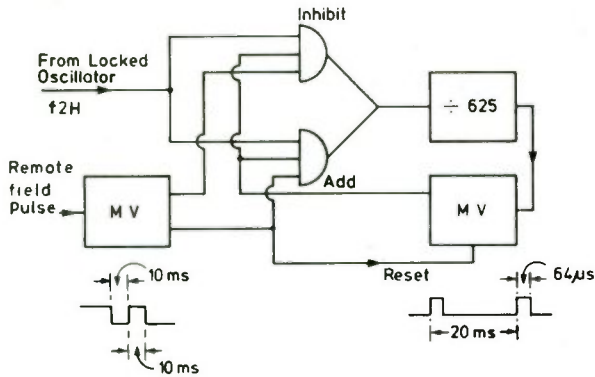 Inhibit
From Locked
Oscillator
f2H
÷ 625
Remote
field
Pulse
Add
M V
M V
Reset
10 ms
64µs
20 ms
10 ms